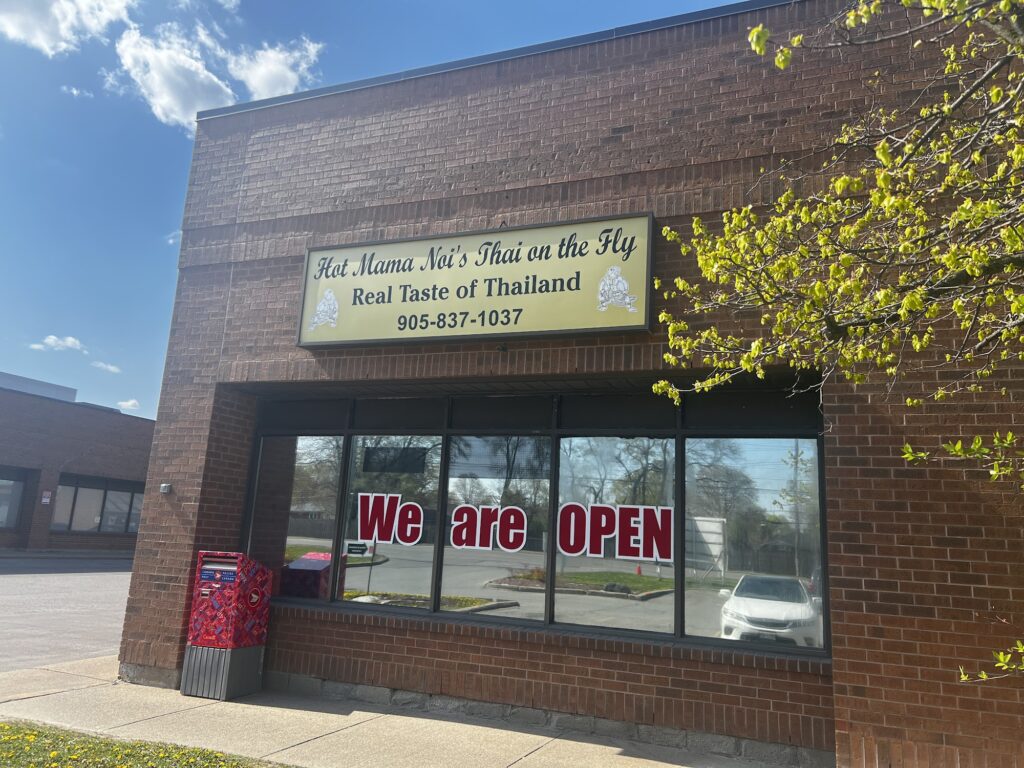 Hot Mama Noi's Thai on the Fly
Real Taste of Thailand
905-837-1037
We are OPEN